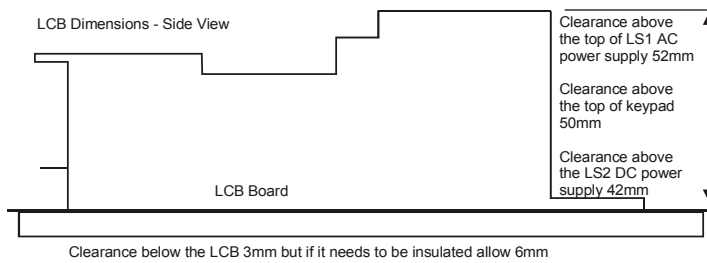 LCB Dimensions - Side View
Clearance above
the top of LS1 AC
power supply 52mm
Clearance above
the top of keypad
50mm
Clearance above
the LS2 DC power
supply 42mm
LCB Board
Clearance below the LCB 3mm but if it needs to be insulated allow 6mm